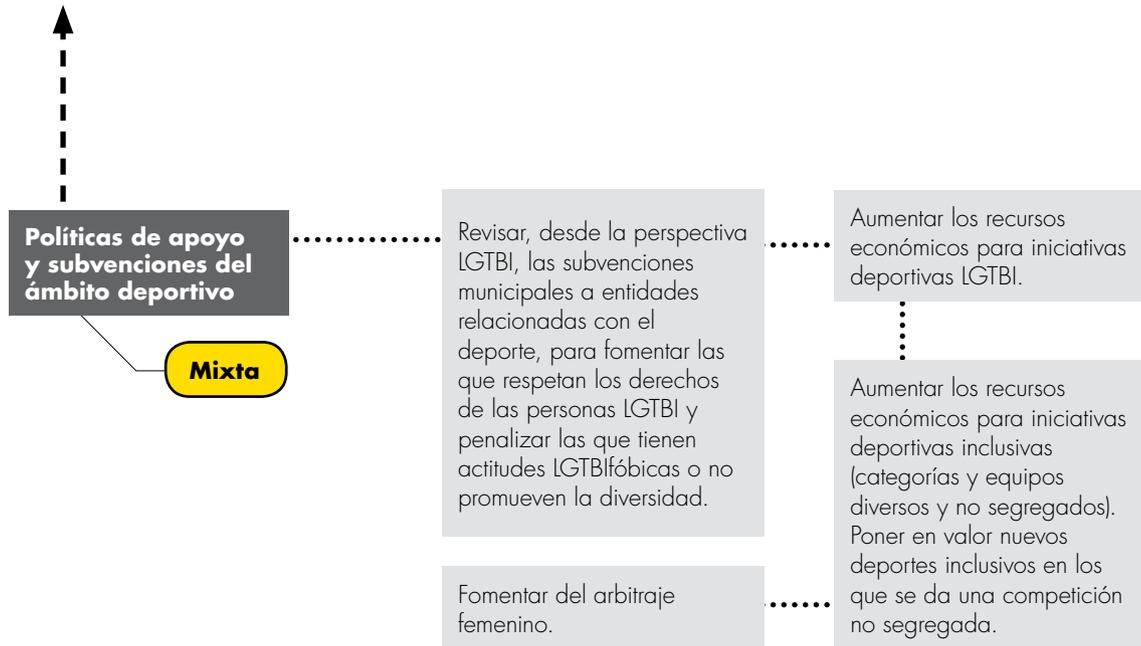 Políticas de apoyo
y subvenciones del
ámbito deportivo
Mixta
Revisar, desde la perspectiva
LGTBI, las subvenciones
municipales a entidades
relacionadas con el
deporte, para fomentar las
que respetan los derechos
de las personas LGTBI y
penalizar las que tienen
actitudes LGTBIfóbicas o no
promueven la diversidad.
Aumentar los recursos
económicos para iniciativas
deportivas LGTBI.
Aumentar los recursos
económicos para iniciativas
deportivas inclusivas
(categorías y equipos
diversos y no segregados).
Poner en valor nuevos
deportes inclusivos en los
que se da una competición
no segregada.
Fomentar del arbitraje
femenino.